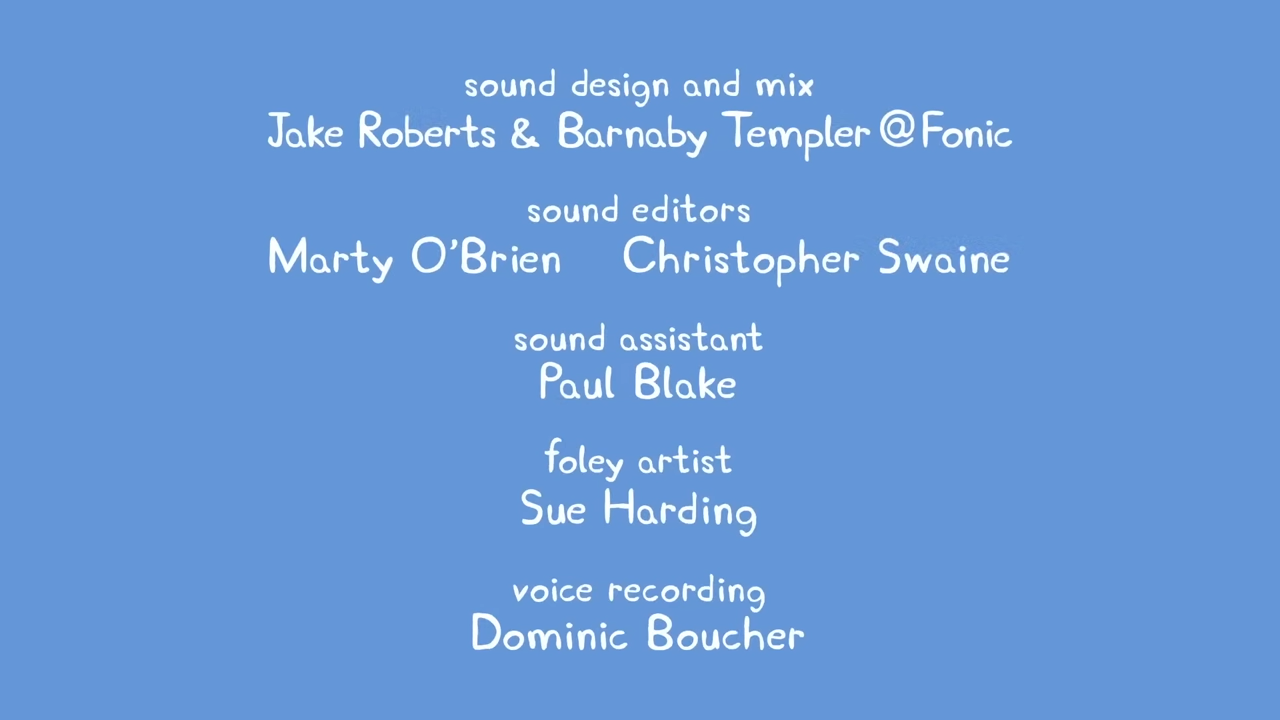 sound design and mix
Jake Roberts & Barnaby Templer @ Fonic
sound editors
Marty O'Brien Christopher Swaine
sound assistant
Paul Blake
foley artist
Sue Harding
voice recording
Dominic Boucher